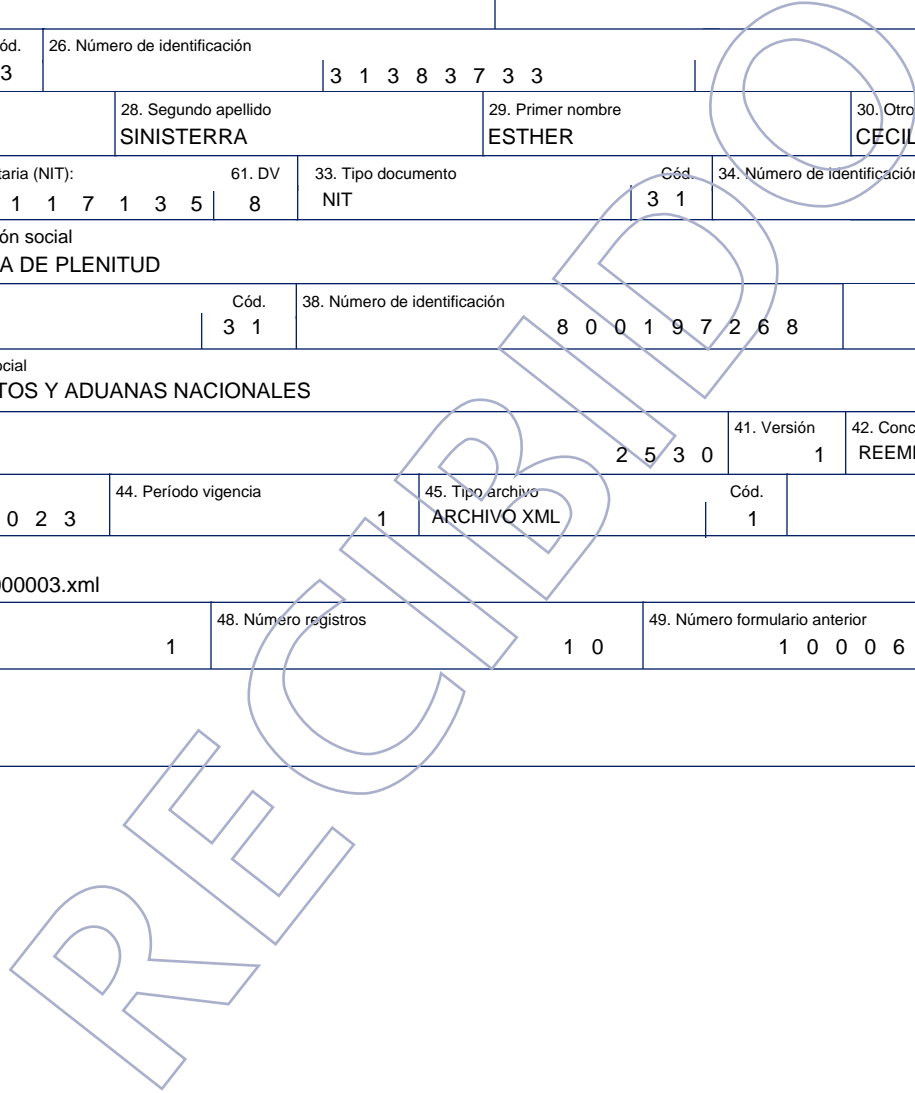 ód. 26. Número de identificación
3 3 1 3 8 3 7 3 3
28. Segundo apellido 29. Primer nombre 30. Otro
SINISTERRA ESTHER CECIL
taria (NIT): 61. DV 33. Tipo documento Cód. 34. Número de identificación
1 1 7 1 3 5 8 NIT 3 1
ón social
A DE PLENITUD
Cód. 38. Número de identificación
3 1 8 0 0 1 9 7 2 6 8
ocial
TOS Y ADUANAS NACIONALES
41. Versión 42. Conc
2 5 3 0 1 REEM
44. Período vigencia 45. Tipo archivo Cód.
0 2 3 1 ARCHIVO XML 1
000003.xml
48. Número registros 49. Número formulario anterior
1 1 0 1 0 0 0 6
RECIBIDO